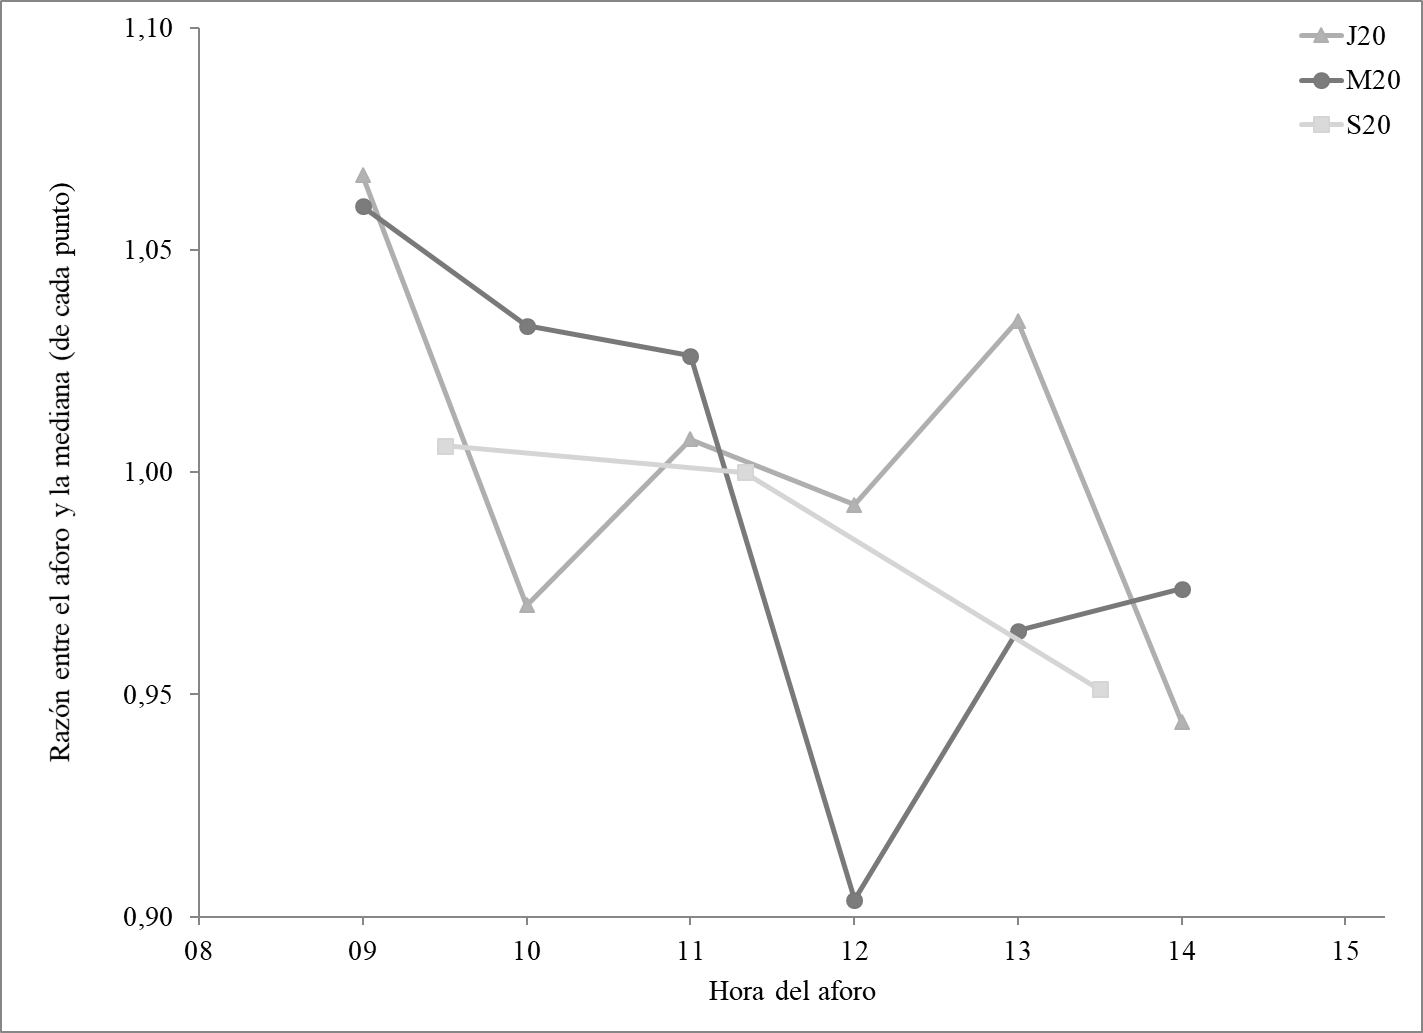 1,10
1,05
1,00
0,95
0,90
Razón entre el aforo y la mediana (de cada punto)
J20
M20
S20
08 09 10 11 12 13 14 15
Hora del aforo